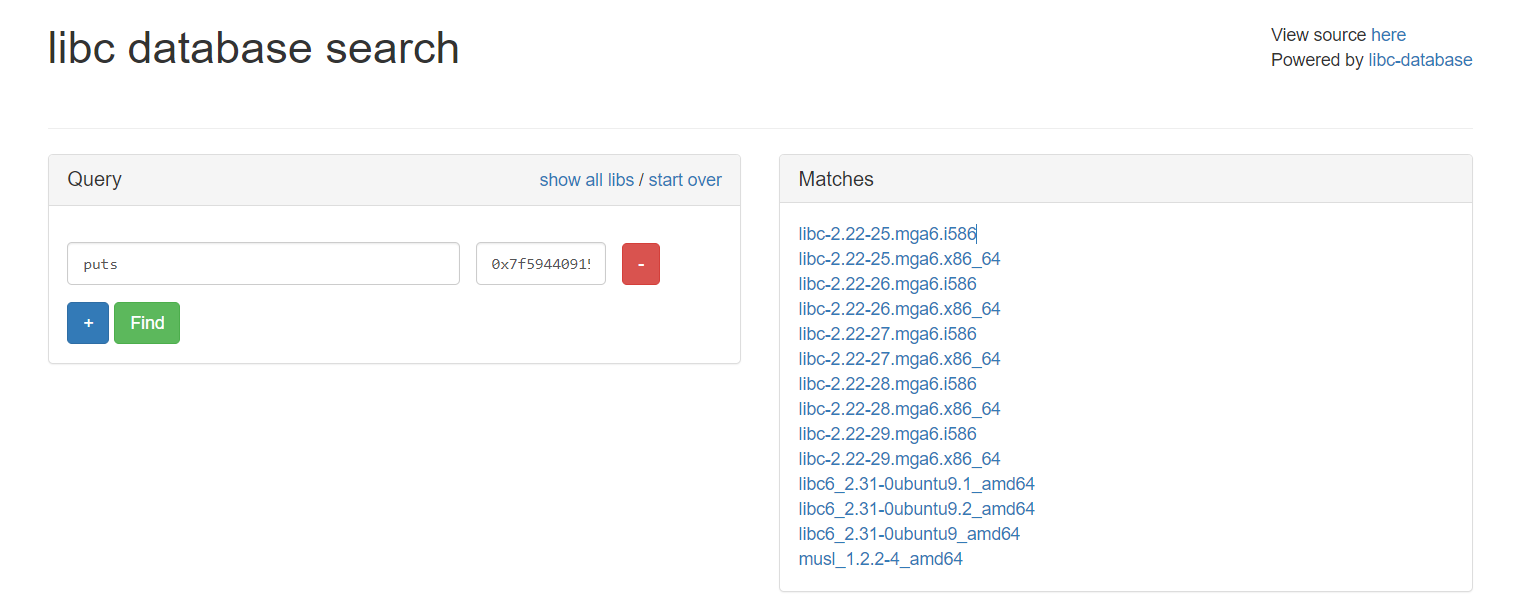 libc database search
View source here
Powered by libc-database
Query
show all libs / start over
puts
0x7f59440915
-
+
Find
Matches
libc-2.22-25.mga6.i586
libc-2.22-25.mga6.x86_64
libc-2.22-26.mga6.i586
libc-2.22-26.mga6.x86_64
libc-2.22-27.mga6.i586
libc-2.22-27.mga6.x86_64
libc-2.22-28.mga6.i586
libc-2.22-28.mga6.x86_64
libc-2.22-29.mga6.i586
libc-2.22-29.mga6.x86_64
libc6_2.31-0ubuntu9.1_amd64
libc6_2.31-0ubuntu9.2_amd64
libc6_2.31-0ubuntu9_amd64
musl_1.2.2-4_amd64